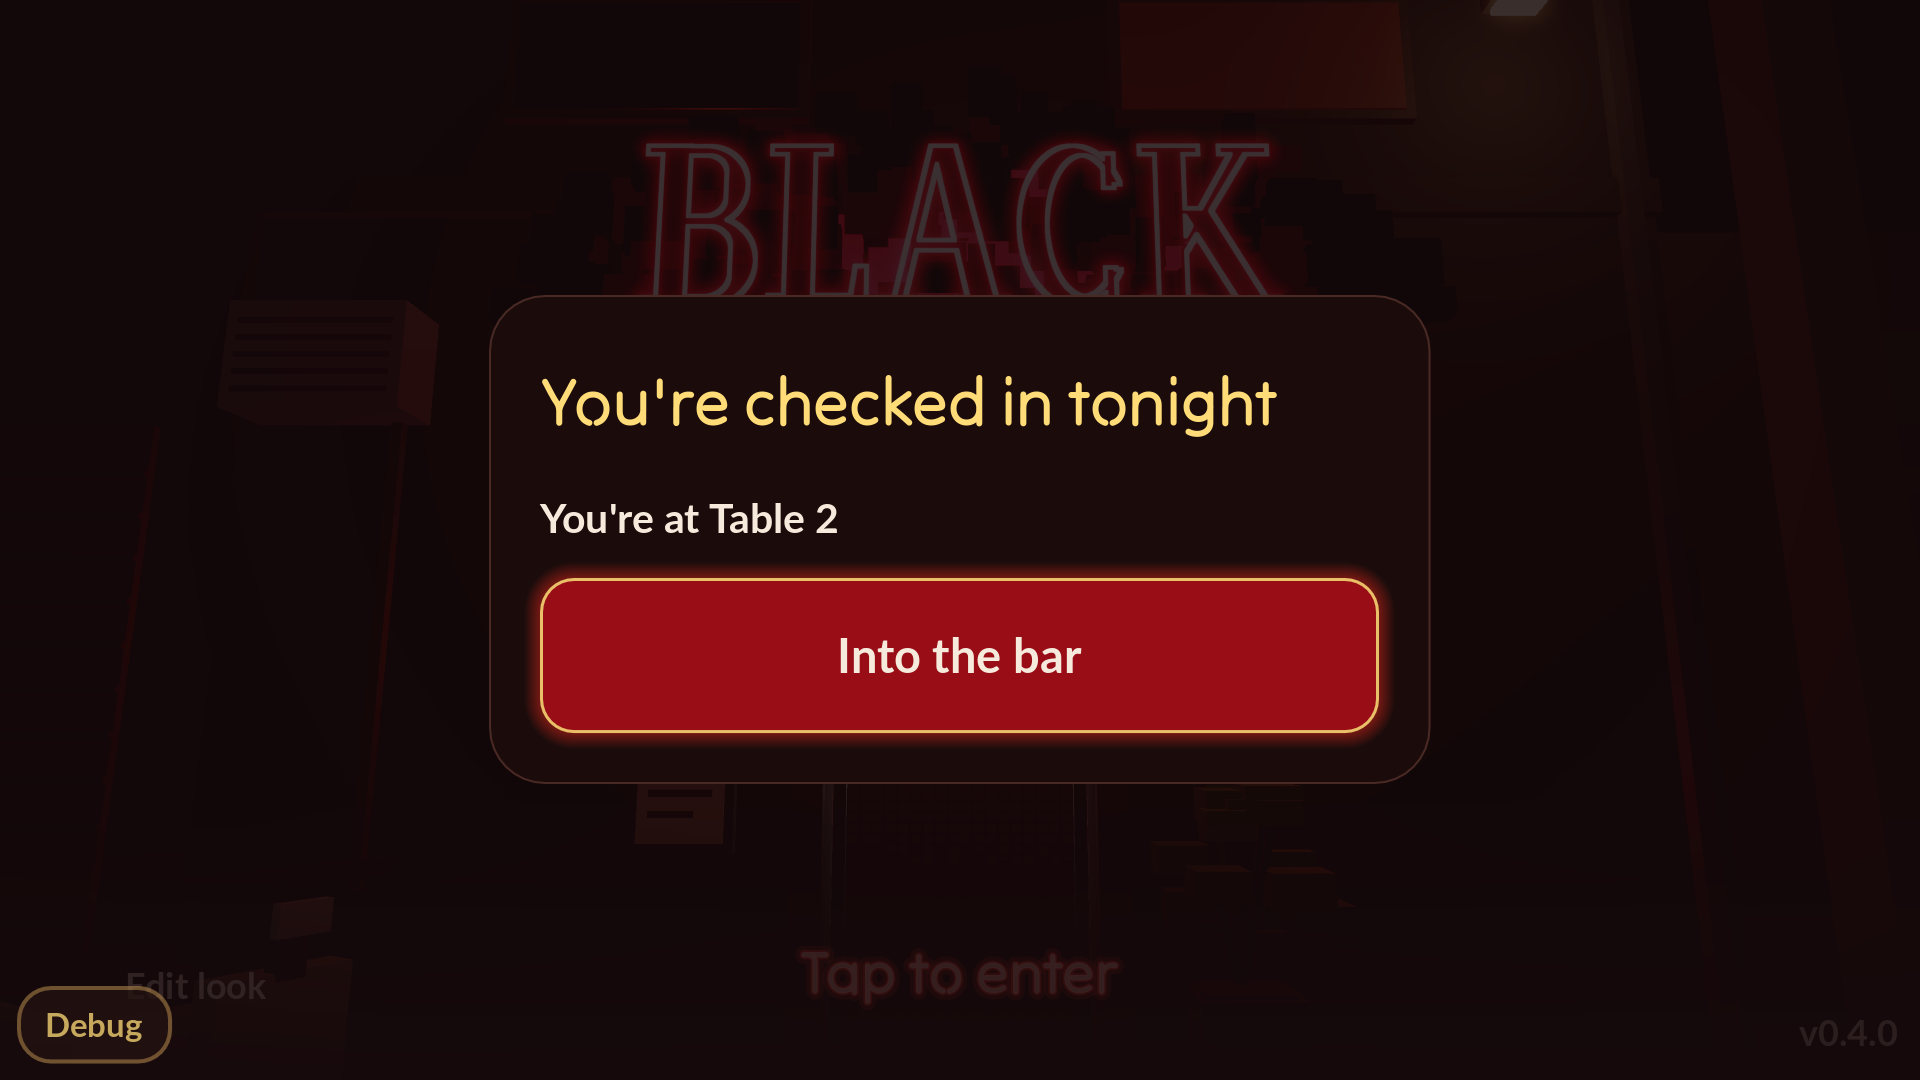 BLACK
You're checked in tonight
You're at Table 2
Into the bar
Tap to enter
Edit look
Debug
v0.4.0